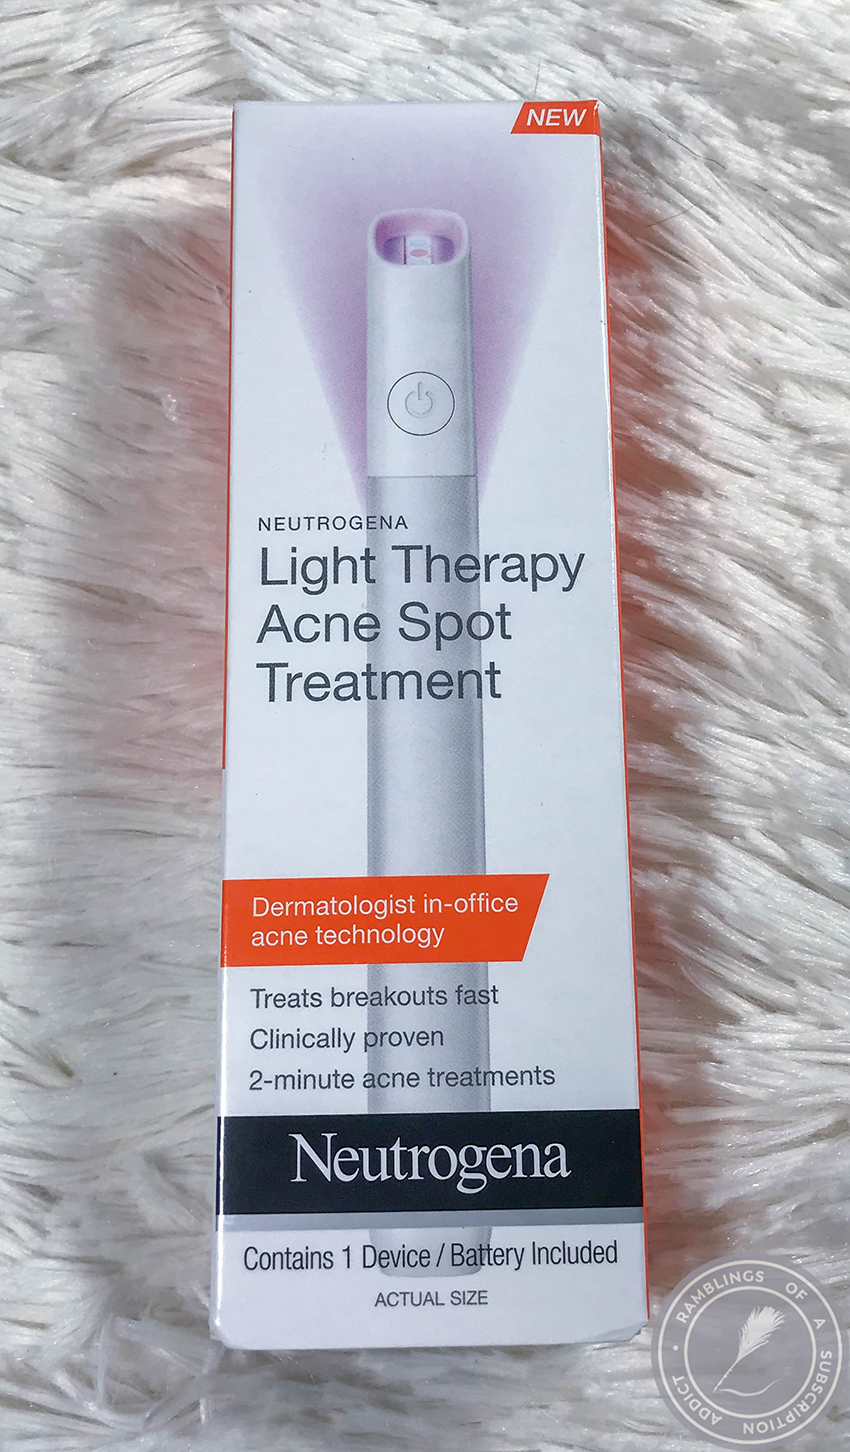 NEW
NEUTROGENA
Light Therapy
Acne Spot
Treatment
Dermatologist in-office
acne technology
Treats breakouts fast
Clinically proven
2-minute acne treatments
Neutrogena
Contains 1 Device / Battery Included
ACTUAL SIZE
RAMBLINGS OF A SUBSCRIPTION ADDICT